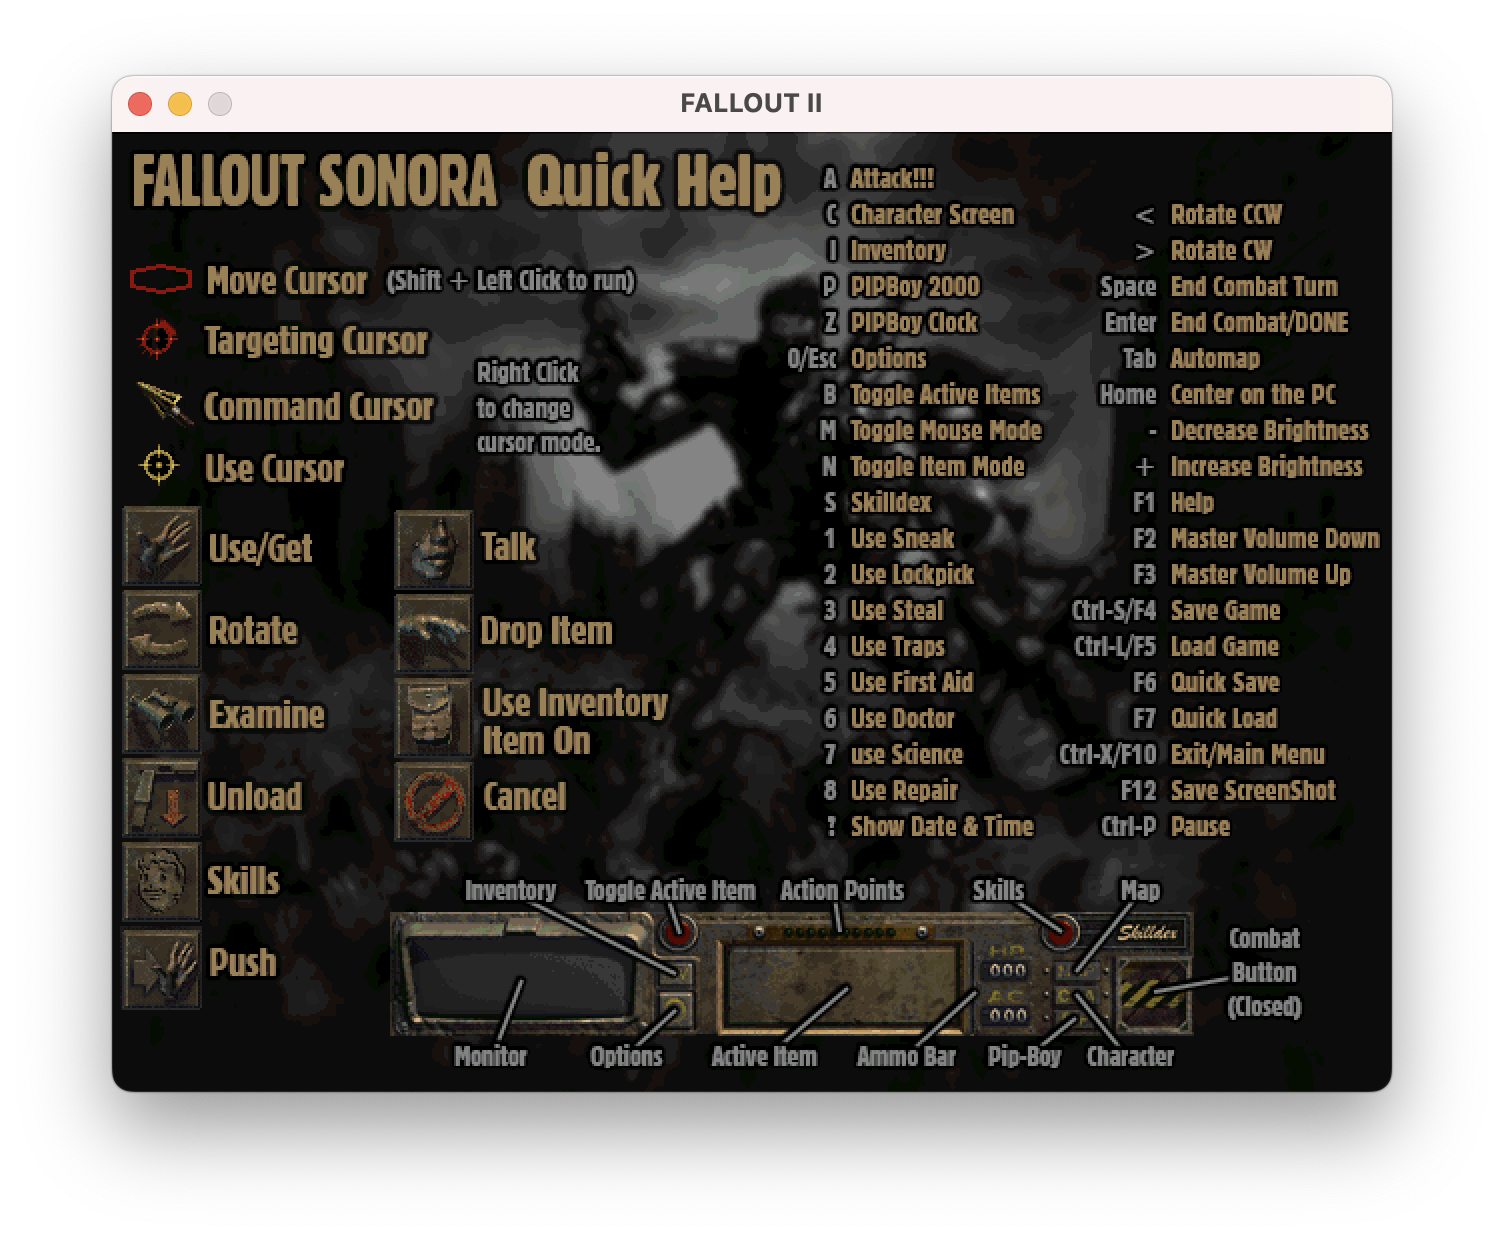 FALLOUT II
FALLOUT SONORA Quick Help
Move Cursor (Shift + Left Click to run)
Targeting Cursor
Command Cursor
Use Cursor
Right Click
to change
cursor mode.
Use/Get
Rotate
Examine
Unload
Skills
Push
Talk
Drop Item
Use Inventory
Item On
Cancel
A Attack!!!
C Character Screen
I Inventory
P PIPBoy 2000
Z PIPBoy Clock
O/Esc Options
B Toggle Active Items
M Toggle Mouse Mode
N Toggle Item Mode
S Skilldex
1 Use Sneak
2 Use Lockpick
3 Use Steal
4 Use Traps
5 Use First Aid
6 Use Doctor
7 use Science
8 Use Repair
? Show Date & Time
< Rotate CCW
> Rotate CW
Space End Combat Turn
Enter End Combat/DONE
Tab Automap
Home Center on the PC
- Decrease Brightness
+ Increase Brightness
F1 Help
F2 Master Volume Down
F3 Master Volume Up
Ctrl-S/F4 Save Game
Ctrl-L/F5 Load Game
F6 Quick Save
F7 Quick Load
Ctrl-X/F10 Exit/Main Menu
F12 Save ScreenShot
Ctrl-P Pause
Inventory
Toggle Active Item
Action Points
Skills
Map
Skilldex
HP
000
AC
000
Combat
Button
(Closed)
Monitor
Options
Active Item
Ammo Bar
Pip-Boy
Character